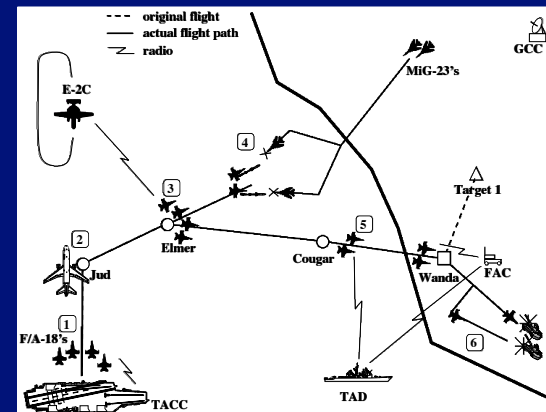 original flight
actual flight path
radio
GCC
E-2C
MiG-23's
4
3
Target 1
5
2
Elmer
Jud
Cougar
Wanda
FAC
1
F/A-18's
6
TACC
TAD